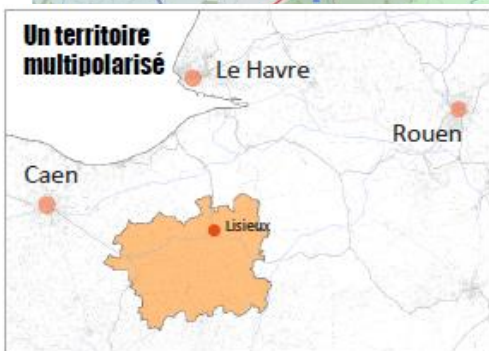 Un territoire
multipolarisé
Le Havre
Rouen
Caen
Lisieux